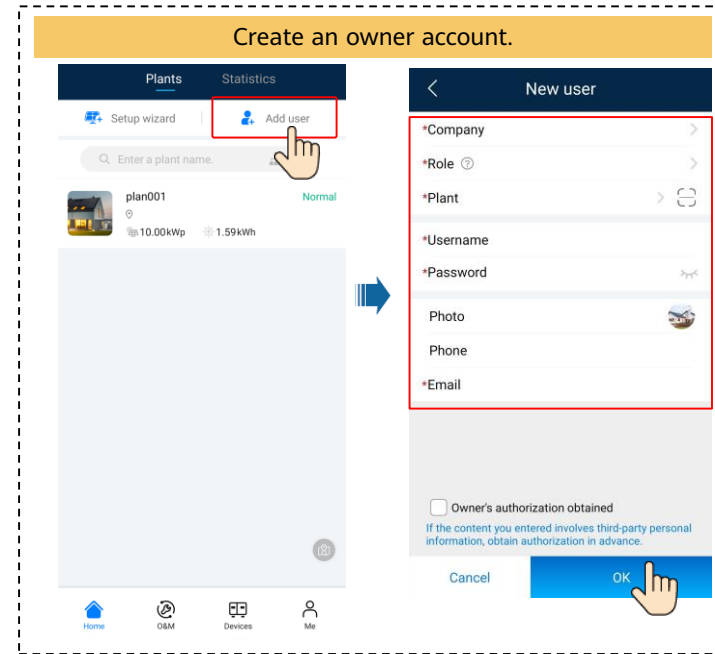 Create an owner account.
Plants Statistics
Setup wizard Add user
Enter a plant name.
plan001 Normal
10.00kWp 1.59kWh
Home O&M Devices Me
New user
*Company
*Role ?
*Plant
*Username
*Password
Photo
Phone
*Email
Owner's authorization obtained
If the content you entered involves third-party personal
information, obtain authorization in advance.
Cancel OK